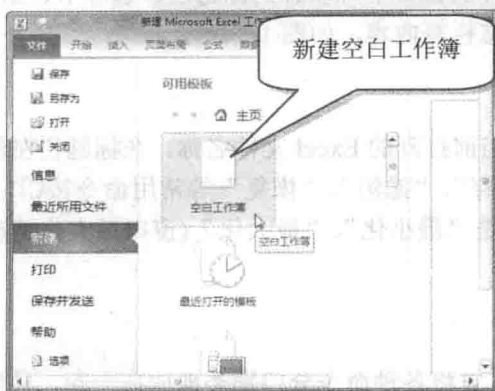 新建 Microsoft Excel 工作
文件 开始 插入 页面布局 公式 数据
新建空白工作簿
保存
另存为
打开
关闭
信息
最近所用文件
新建
打印
保存并发送
帮助
选项
可用模板
主页
空白工作簿
空白工作簿
最近打开的模板